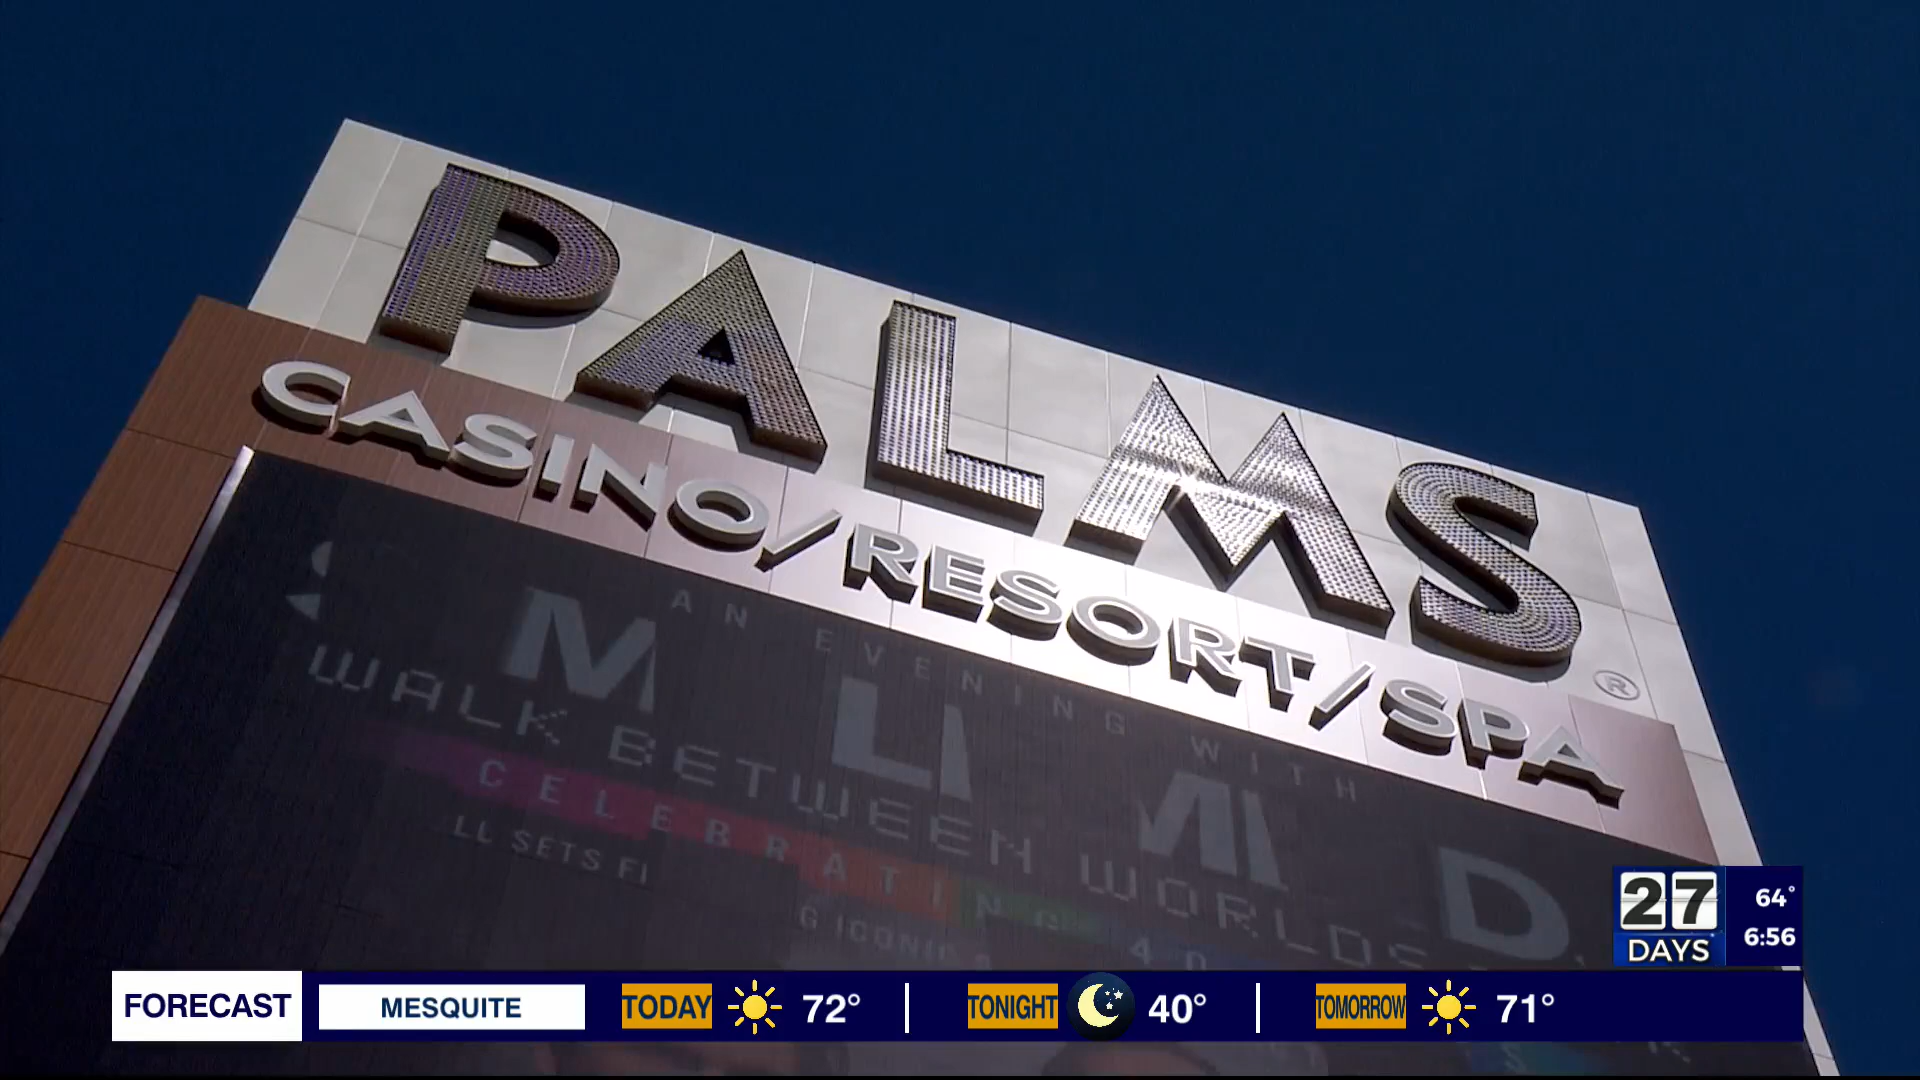 PALMS
®
CASINO/RESORT/SPA
AN EVENING WITH
WALK BETWEEN WORLDS
CELEBRATING 40
27
DAYS
64°
6:56
FORECAST
MESQUITE
TODAY
72°
TONIGHT
40°
TOMORROW
71°